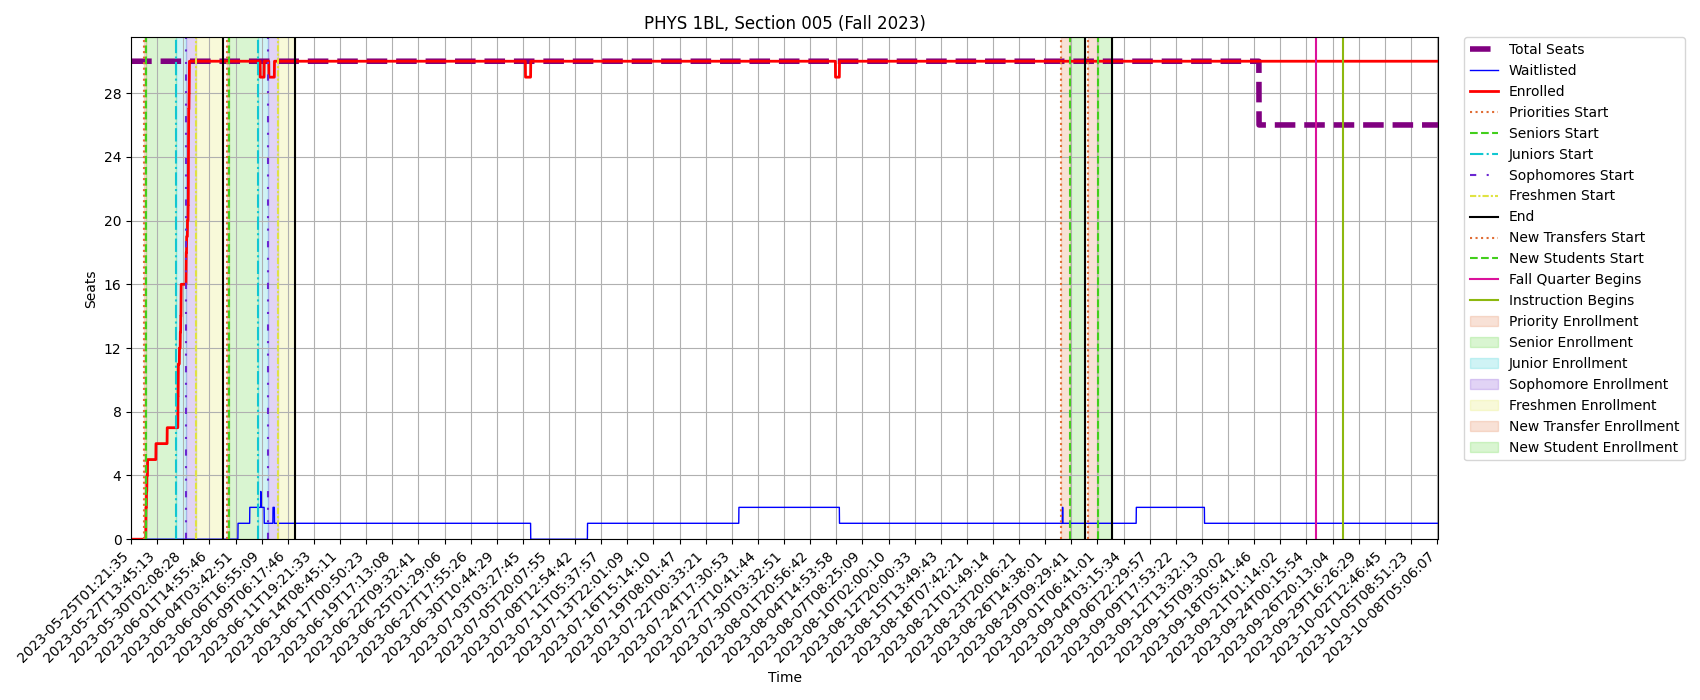 PHYS 1BL, Section 005 (Fall 2023)
Seats
28
24
20
16
12
8
4
0
2023-05-25T01:21:35
2023-05-27T13:45:13
2023-05-30T02:08:28
2023-06-01T14:55:46
2023-06-04T03:42:51
2023-06-06T16:55:09
2023-06-09T06:17:46
2023-06-11T19:21:33
2023-06-14T08:45:11
2023-06-17T00:50:23
2023-06-19T17:13:08
2023-06-22T09:32:41
2023-06-25T01:29:06
2023-06-27T17:55:26
2023-06-30T10:44:29
2023-07-03T03:27:45
2023-07-05T20:07:55
2023-07-08T12:54:42
2023-07-11T05:37:57
2023-07-13T22:01:09
2023-07-16T15:14:10
2023-07-19T08:01:47
2023-07-22T00:33:21
2023-07-24T17:30:53
2023-07-27T10:41:44
2023-07-30T03:32:51
2023-08-01T20:56:42
2023-08-04T14:53:58
2023-08-07T08:25:09
2023-08-10T02:00:10
2023-08-12T20:00:33
2023-08-15T13:49:43
2023-08-18T07:42:21
2023-08-21T01:49:14
2023-08-23T20:06:21
2023-08-26T14:38:01
2023-08-29T09:29:41
2023-09-01T06:41:01
2023-09-04T03:15:34
2023-09-06T22:29:57
2023-09-09T17:53:22
2023-09-12T13:32:13
2023-09-15T09:30:02
2023-09-18T05:41:46
2023-09-21T01:14:02
2023-09-24T00:15:54
2023-09-26T20:13:04
2023-09-29T16:26:29
2023-10-02T12:46:45
2023-10-05T08:51:23
2023-10-08T05:06:07
Time
Total Seats
Waitlisted
Enrolled
Priorities Start
Seniors Start
Juniors Start
Sophomores Start
Freshmen Start
End
New Transfers Start
New Students Start
Fall Quarter Begins
Instruction Begins
Priority Enrollment
Senior Enrollment
Junior Enrollment
Sophomore Enrollment
Freshmen Enrollment
New Transfer Enrollment
New Student Enrollment